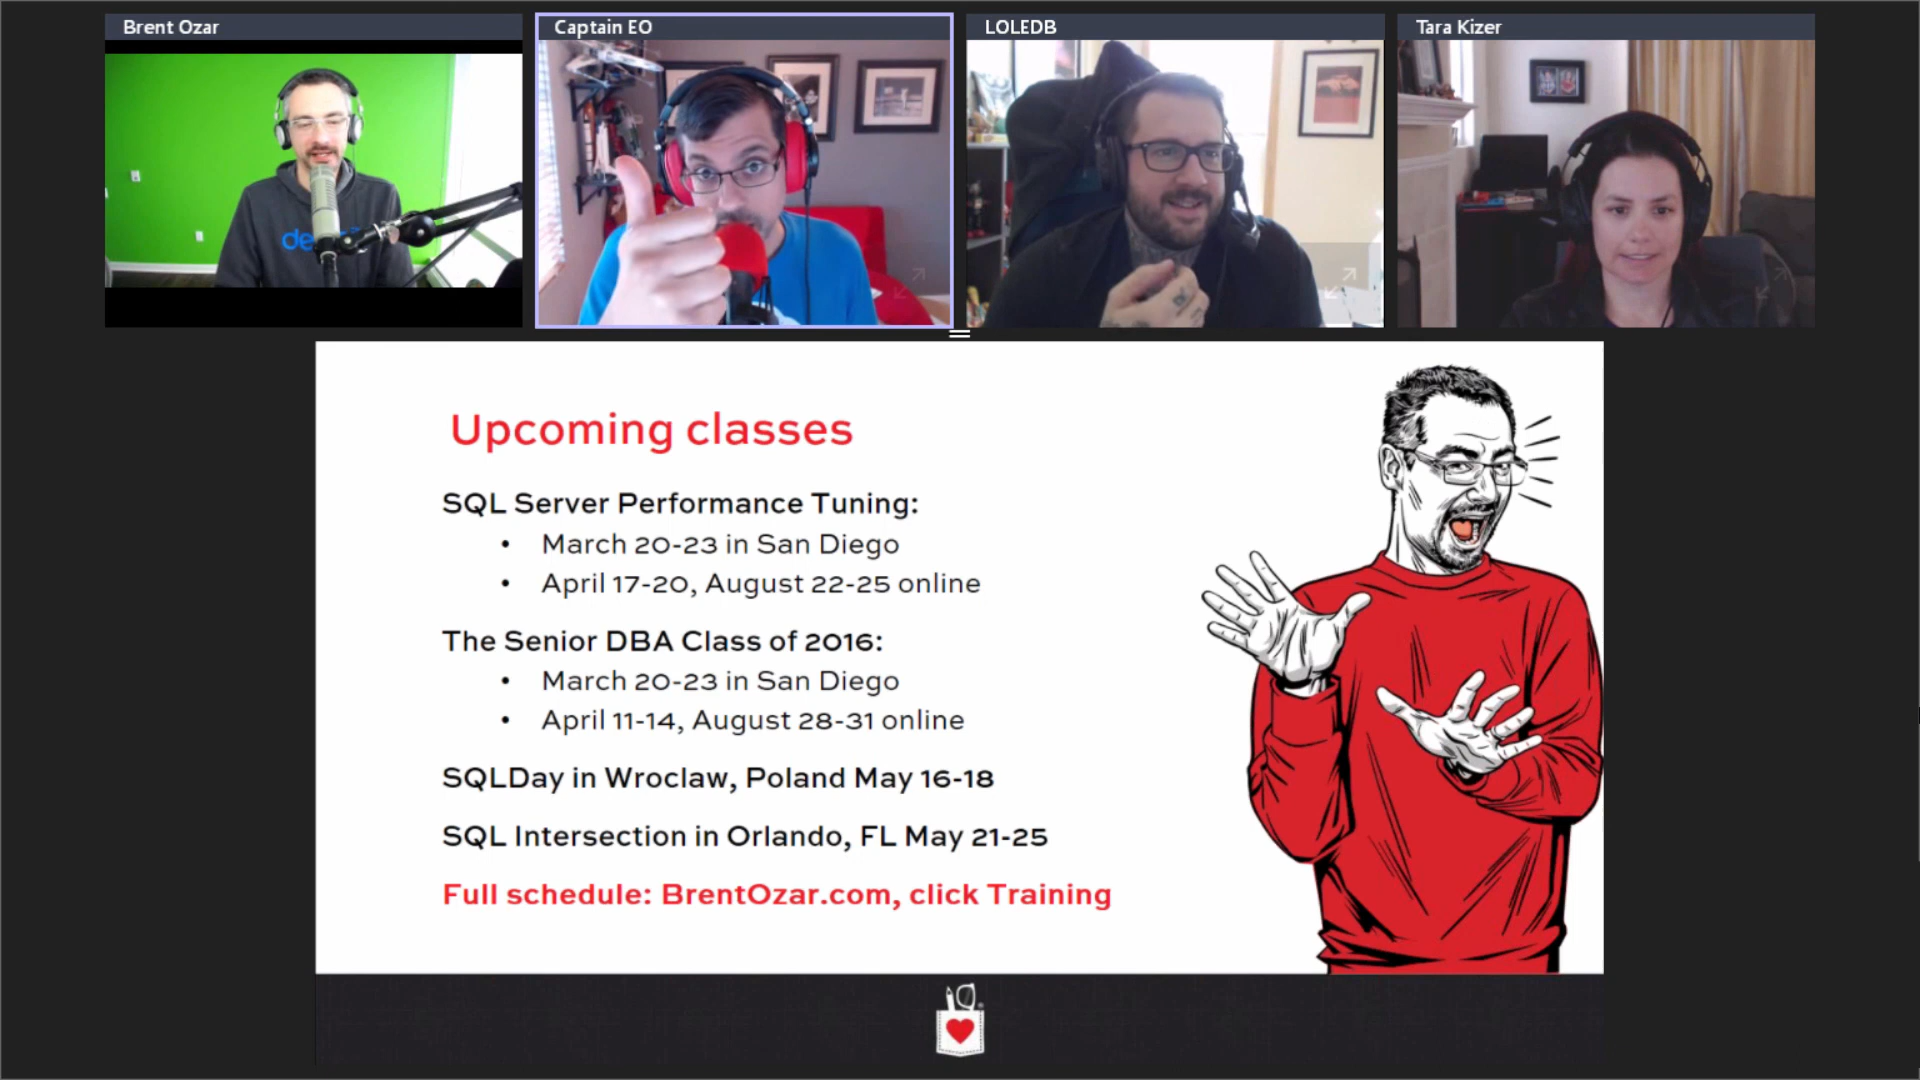 Brent Ozar
Captain EO
LOLEDB
Tara Kizer
Upcoming classes
SQL Server Performance Tuning:
• March 20-23 in San Diego
• April 17-20, August 22-25 online
The Senior DBA Class of 2016:
• March 20-23 in San Diego
• April 11-14, August 28-31 online
SQLDay in Wroclaw, Poland May 16-18
SQL Intersection in Orlando, FL May 21-25
Full schedule: BrentOzar.com, click Training